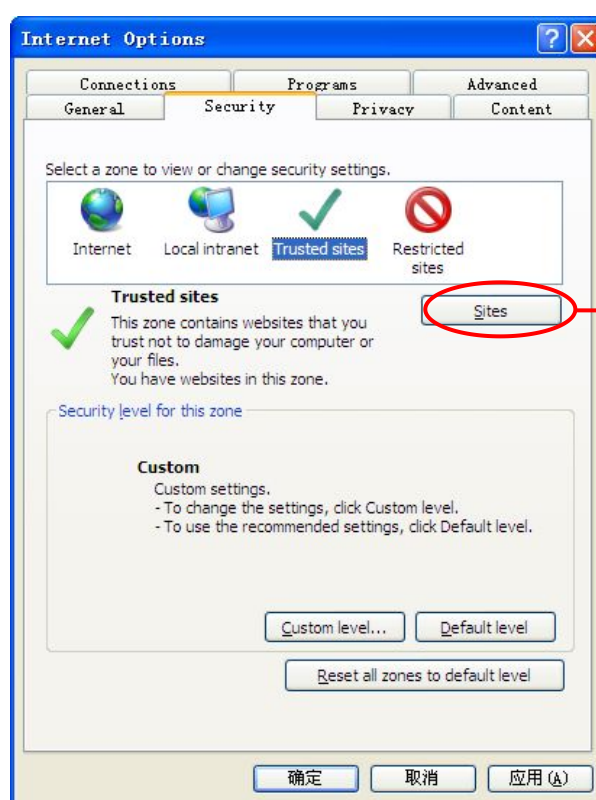 Internet Options
Connections Programs Advanced
General Security Privacy Content
Select a zone to view or change security settings.
Internet Local intranet Trusted sites Restricted
sites
Trusted sites
Sites
This zone contains websites that you
trust not to damage your computer or
your files.
You have websites in this zone.
Security level for this zone
Custom
Custom settings.
- To change the settings, click Custom level.
- To use the recommended settings, click Default level.
Custom level... Default level
Reset all zones to default level
确定 取消 应用(A)